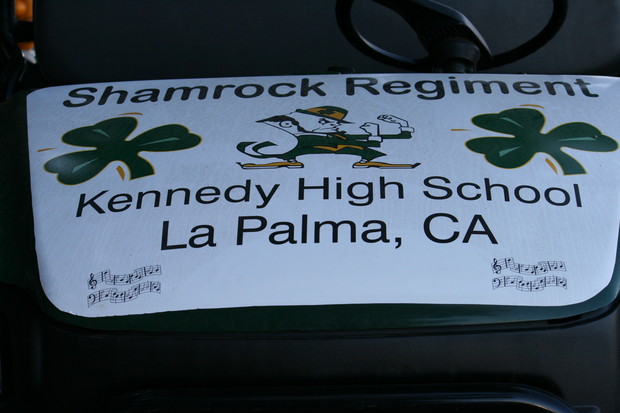 Shamrock Regiment
Kennedy High School
La Palma, CA